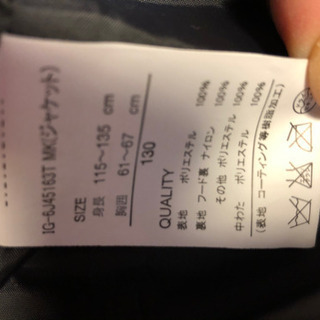 IG-6J45163T MK(ジャケット)
SIZE
身長 115～135 cm
胸囲 61～67 cm
130
QUALITY
表地 ポリエステル 100%
裏地 フード裏 ナイロン 100%
その他 ポリエステル 100%
中わた ポリエステル 100%
(表地 コーティング等樹脂加工)